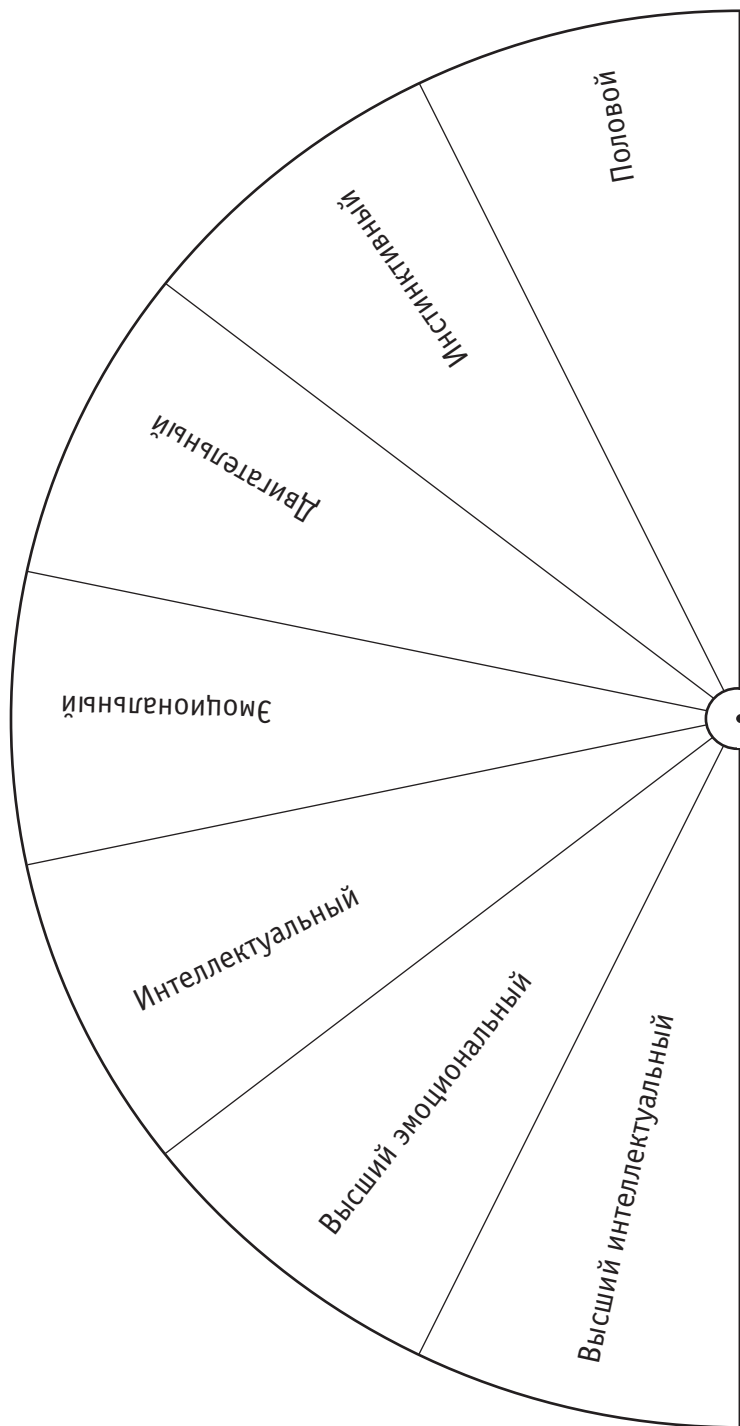 Половой
Инстинктивный
Двигательный
Эмоциональный
Интеллектуальный
Высший эмоциональный
Высший интеллектуальный